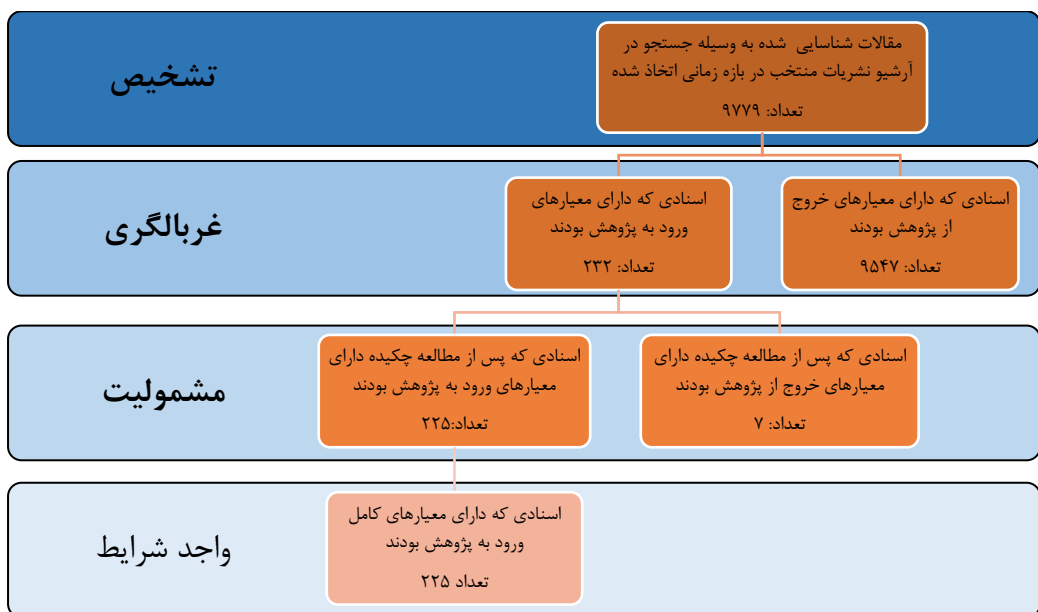 تشخیص
مقالات شناسایی شده به وسیله جستجو در
آرشیو نشریات منتخب در بازه زمانی اتخاذ شده
تعداد: ۹۷۷۹
غربالگری
اسنادی که دارای معیارهای خروج
از پژوهش بودند
تعداد: ۹۵۴۷
اسنادی که دارای معیارهای
ورود به پژوهش بودند
تعداد: ۲۳۲
مشمولیت
اسنادی که پس از مطالعه چکیده دارای
معیارهای خروج از پژوهش بودند
تعداد: ۷
اسنادی که پس از مطالعه چکیده دارای
معیارهای ورود به پژوهش بودند
تعداد:۲۲۵
واجد شرایط
اسنادی که دارای معیارهای کامل
ورود به پژوهش بودند
تعداد ۲۲۵